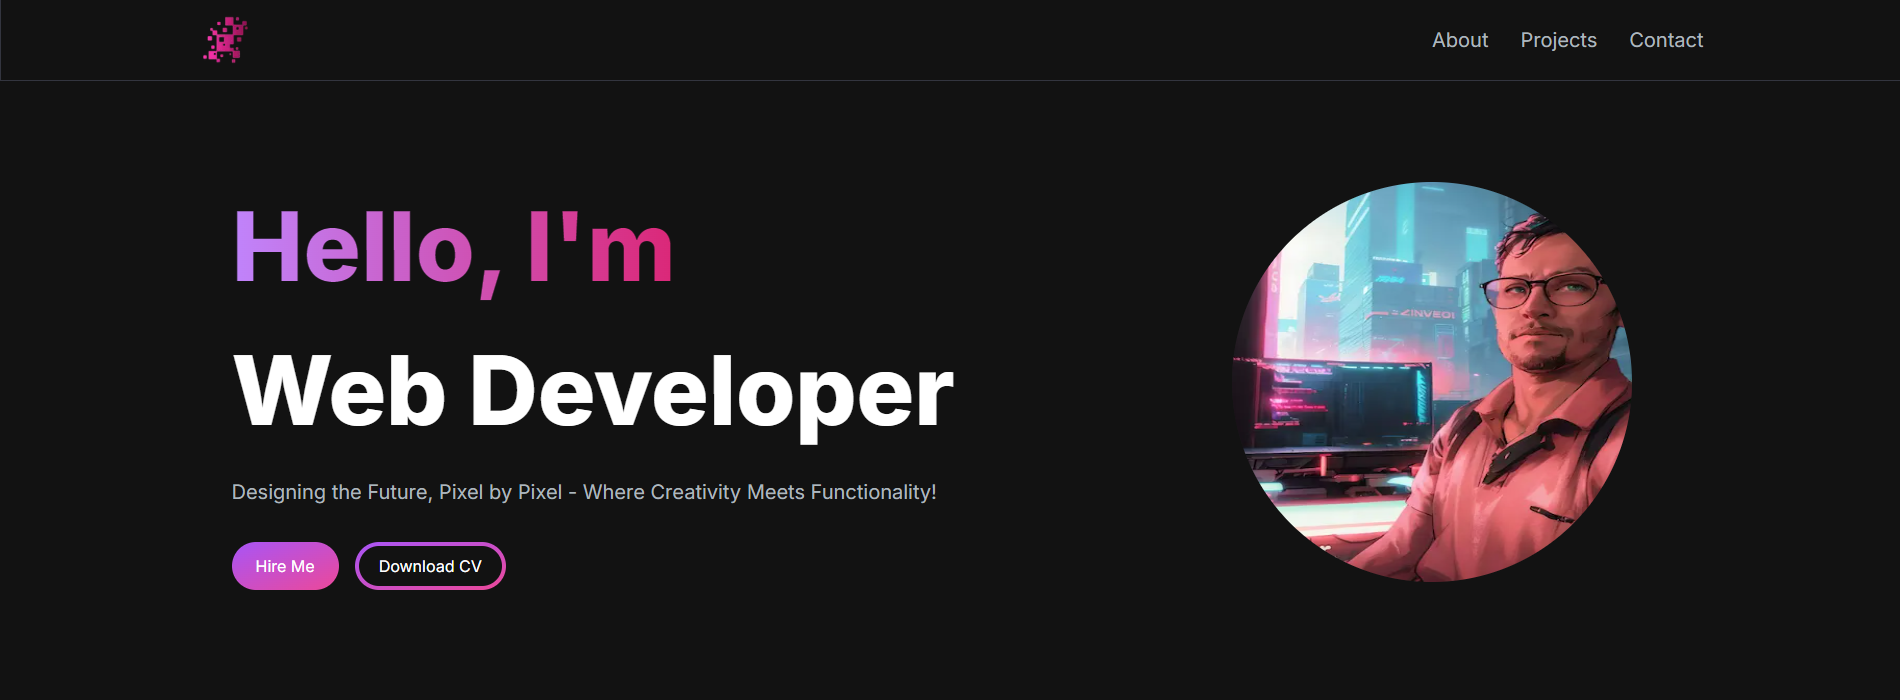 About Projects Contact
Hello, I'm
Web Developer
Designing the Future, Pixel by Pixel - Where Creativity Meets Functionality!
Hire Me Download CV